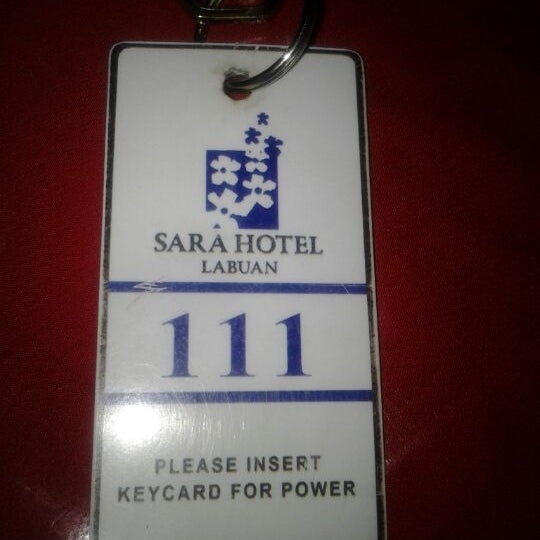 SARA HOTEL
LABUAN
111
PLEASE INSERT
KEYCARD FOR POWER